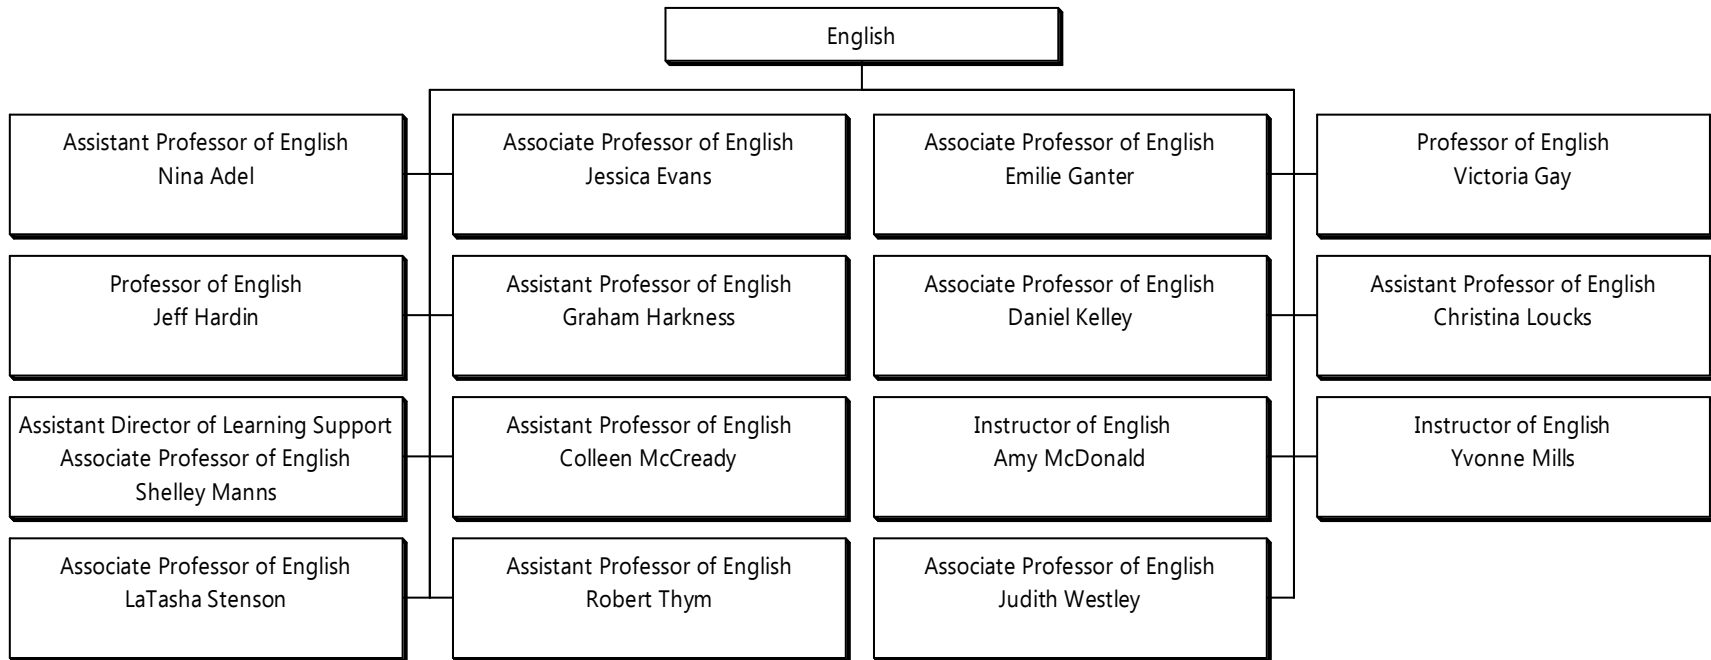 English
Assistant Professor of English
Nina Adel
Associate Professor of English
Jessica Evans
Associate Professor of English
Emilie Ganter
Professor of English
Victoria Gay
Professor of English
Jeff Hardin
Assistant Professor of English
Graham Harkness
Associate Professor of English
Daniel Kelley
Assistant Professor of English
Christina Loucks
Assistant Director of Learning Support
Associate Professor of English
Shelley Manns
Assistant Professor of English
Colleen McCready
Instructor of English
Amy McDonald
Instructor of English
Yvonne Mills
Associate Professor of English
LaTasha Stenson
Assistant Professor of English
Robert Thym
Associate Professor of English
Judith Westley